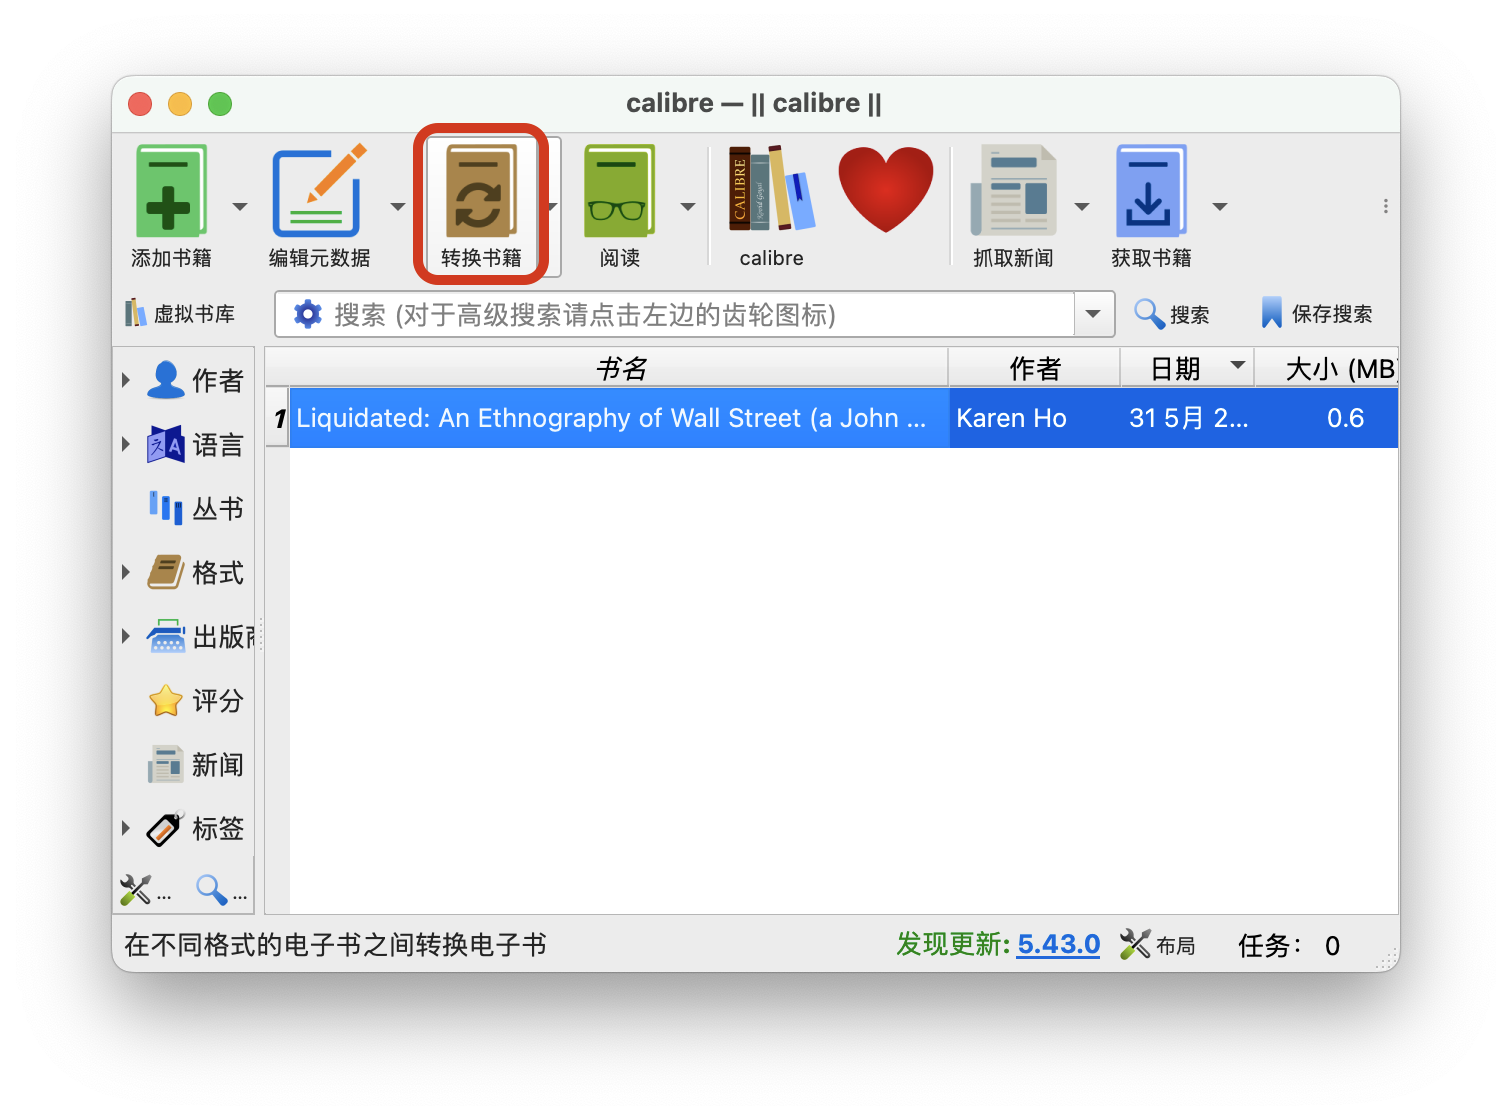 calibre — || calibre ||
添加书籍
编辑元数据
转换书籍
阅读
CALIBRE
calibre
抓取新闻
获取书籍
虚拟书库
搜索 (对于高级搜索请点击左边的齿轮图标)
搜索
保存搜索
作者
语言
丛书
格式
出版
评分
新闻
标签
...
...
书名
作者
日期
大小 (MB)
1
Liquidated: An Ethnography of Wall Street (a John ...
Karen Ho
31 5月 2...
0.6
在不同格式的电子书之间转换电子书
发现更新: 5.43.0
布局
任务: 0